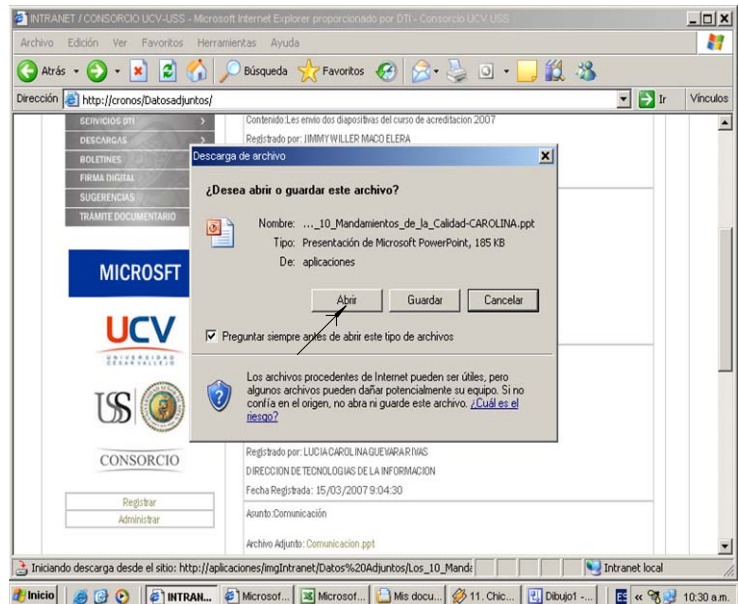 INTRANET / CONSORCIO UCV-USS - Microsoft Internet Explorer proporcionado por DTI - Consorcio UCV USS
Archivo Edición Ver Favoritos Herramientas Ayuda
Atrás Búsqueda Favoritos
Dirección http://cronos/Datosadjuntos/ Ir Vínculos
SERVICIOS DTI >
DESCARGAS >
BOLETINES
FIRMA DIGITAL
SUGERENCIAS
TRÁMITE DOCUMENTARIO
Contenido:Les envio dos diapositivas del curso de acreditacion 2007
Registrado por: JIMMY WILLER MACO ELERA
Descarga de archivo
¿Desea abrir o guardar este archivo?
Nombre: ..._10_Mandamientos_de_la_Calidad-CAROLINA.ppt
Tipo: Presentación de Microsoft PowerPoint, 185 KB
De: aplicaciones
Abrir Guardar Cancelar
Preguntar siempre antes de abrir este tipo de archivos
Los archivos procedentes de Internet pueden ser útiles, pero
algunos archivos pueden dañar potencialmente su equipo. Si no
confía en el origen, no abra ni guarde este archivo. ¿Cuál es el
riesgo?
MICROSFT
UCV
UNIVERSIDAD
CÉSAR VALLEJO
USS
CONSORCIO
Registrar
Administrar
Registrado por: LUCIA CAROLINA GUEVARA RIVAS
DIRECCION DE TECNOLOGIAS DE LA INFORMACION
Fecha Registrada: 15/03/2007 9:04:30
Asunto:Comunicación
Archivo Adjunto: Comunicacion.ppt
Iniciando descarga desde el sitio: http://aplicaciones/imgIntranet/Datos%20Adjuntos/Los_10_Manda Intranet local
Inicio INTRAN... Microsof... Microsof... Mis docu... 11. Chic... Dibujo1 -... ES « 10:30 a.m.